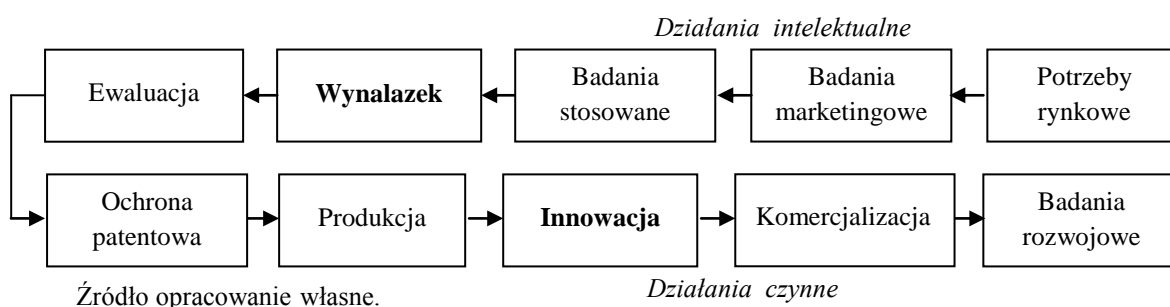 Działania intelektualne
Ewaluacja
Wynalazek
Badania
stosowane
Badania
marketingowe
Potrzeby
rynkowe
Ochrona
patentowa
Produkcja
Innowacja
Komercjalizacja
Badania
rozwojowe
Źródło opracowanie własne.
Działania czynne